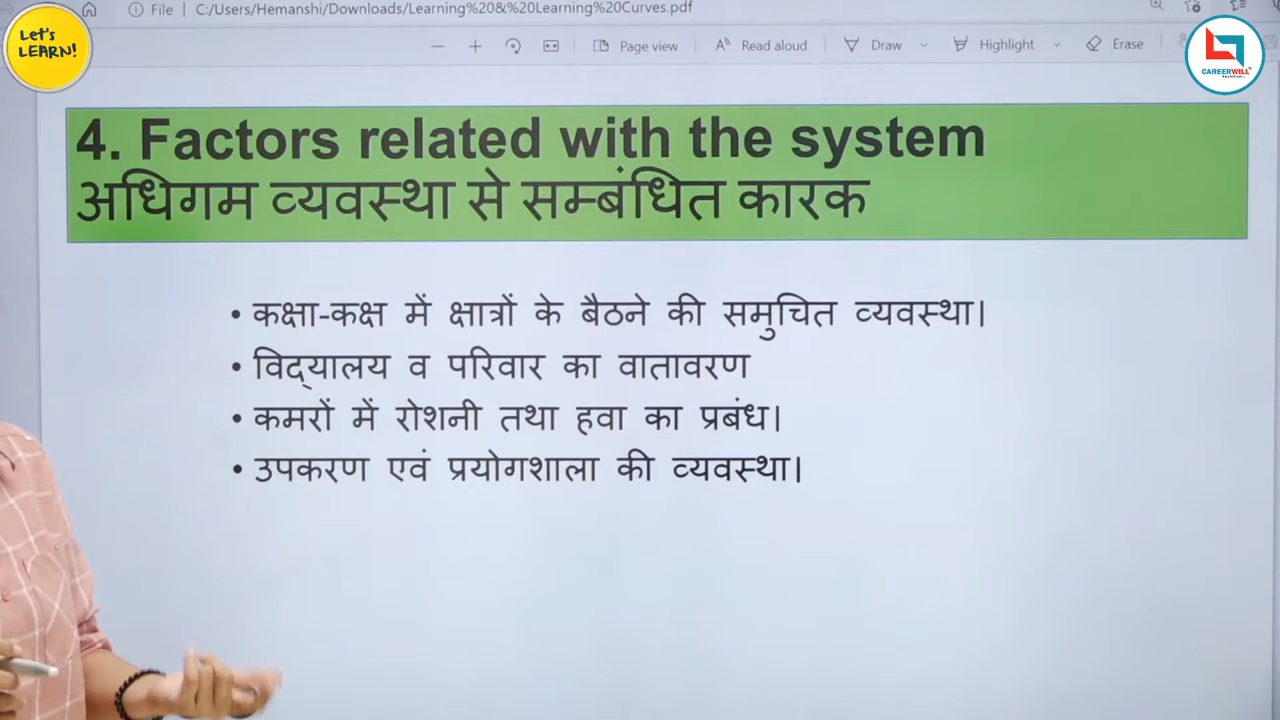 Let's
LEARN!
File | C:/Users/Hemanshi/Downloads/Learning%20&%20Learning%20Curves.pdf
Page view
Read aloud
Draw
Highlight
Erase
CAREERWILL
4. Factors related with the system
अधिगम व्यवस्था से सम्बंधित कारक
• कक्षा-कक्ष में क्षात्रों के बैठने की समुचित व्यवस्था।
• विद्‌यालय व परिवार का वातावरण
• कमरों में रोशनी तथा हवा का प्रबंध।
• उपकरण एवं प्रयोगशाला की व्यवस्था।